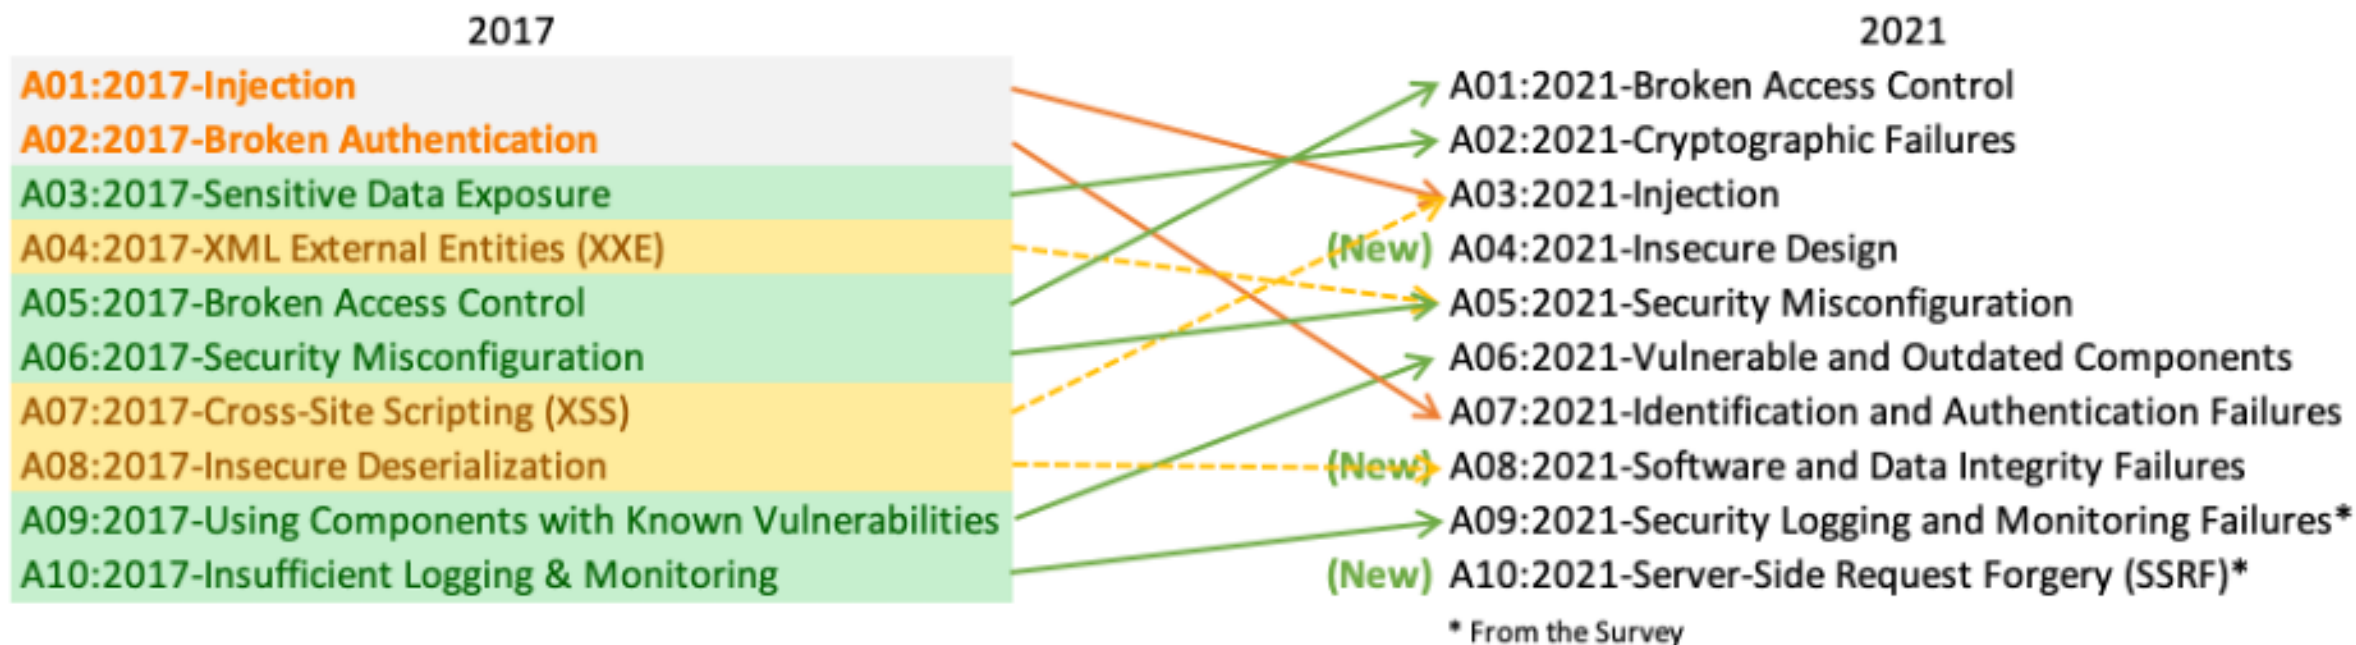 2017
A01:2017-Injection
A02:2017-Broken Authentication
A03:2017-Sensitive Data Exposure
A04:2017-XML External Entities (XXE)
A05:2017-Broken Access Control
A06:2017-Security Misconfiguration
A07:2017-Cross-Site Scripting (XSS)
A08:2017-Insecure Deserialization
A09:2017-Using Components with Known Vulnerabilities
A10:2017-Insufficient Logging & Monitoring
2021
A01:2021-Broken Access Control
A02:2021-Cryptographic Failures
A03:2021-Injection
(New) A04:2021-Insecure Design
A05:2021-Security Misconfiguration
A06:2021-Vulnerable and Outdated Components
A07:2021-Identification and Authentication Failures
(New) A08:2021-Software and Data Integrity Failures
A09:2021-Security Logging and Monitoring Failures*
(New) A10:2021-Server-Side Request Forgery (SSRF)*
* From the Survey